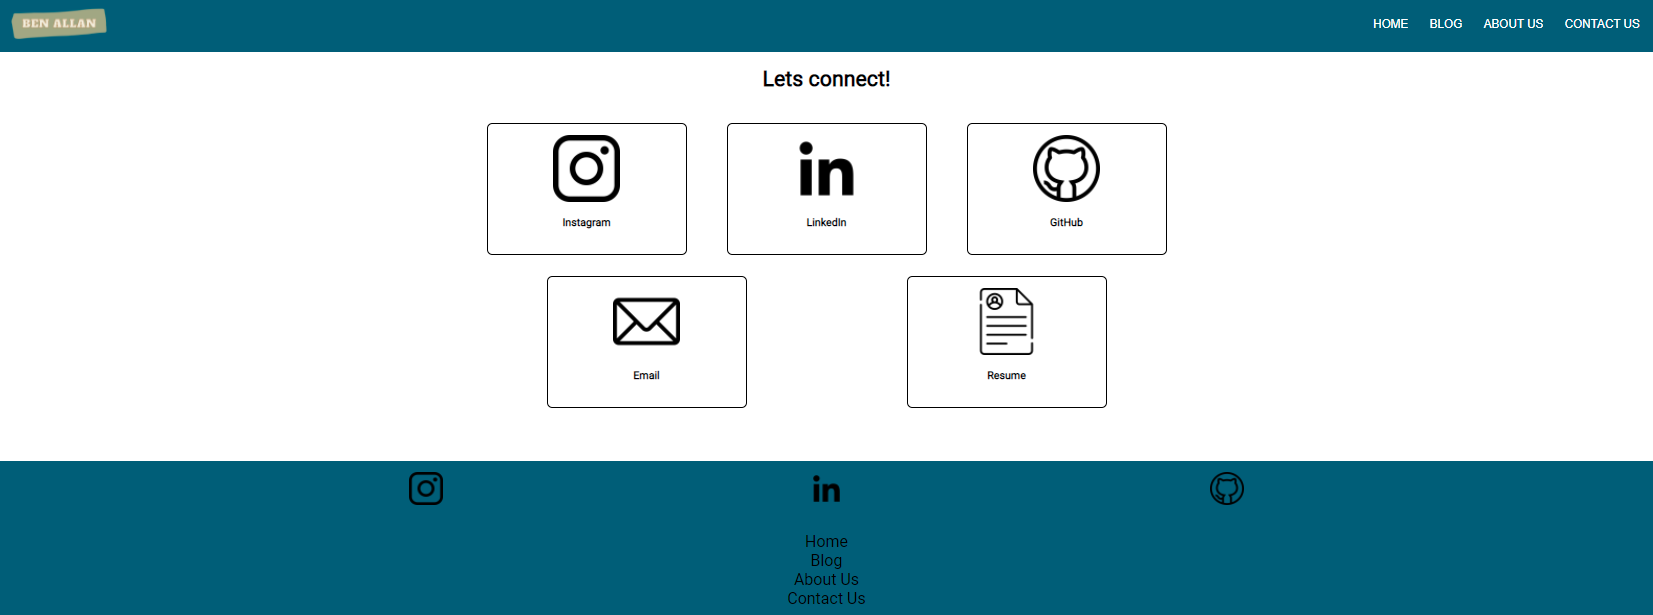 BEN ALLAN
HOME BLOG ABOUT US CONTACT US
Lets connect!
Instagram LinkedIn GitHub
Email Resume
in
Home
Blog
About Us
Contact Us